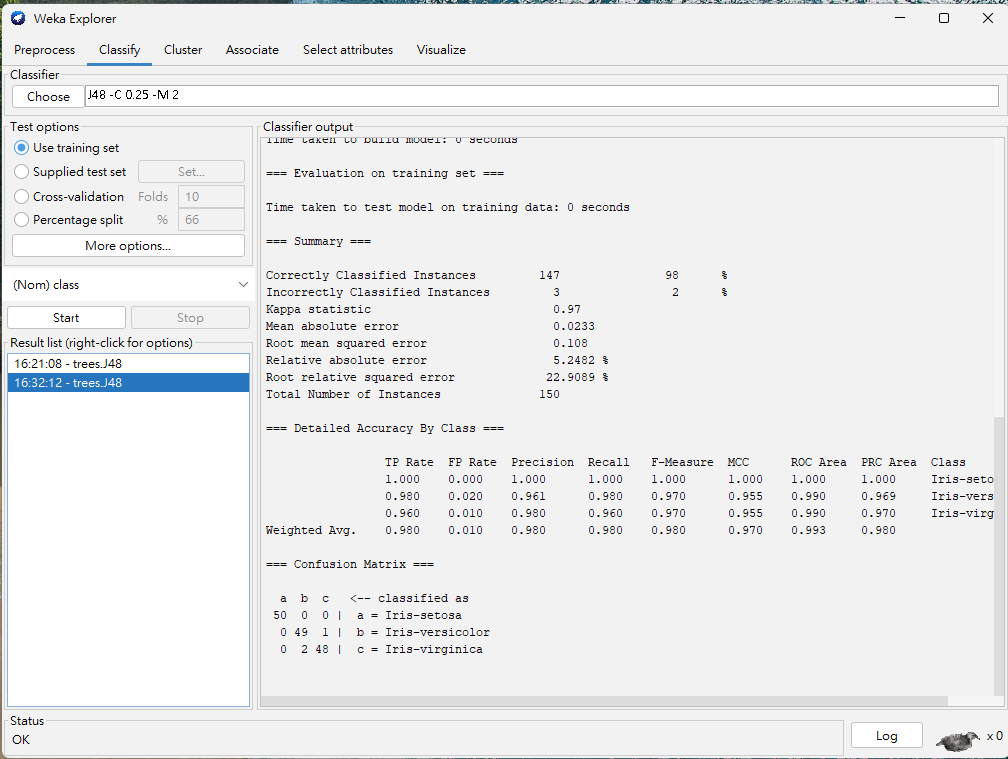 Weka Explorer
Preprocess Classify Cluster Associate Select attributes Visualize
Classifier
Choose J48 -C 0.25 -M 2
Test options
Use training set
Supplied test set Set...
Cross-validation Folds 10
Percentage split % 66
More options...
(Nom) class
Start Stop
Result list (right-click for options)
16:21:08 - trees.J48
16:32:12 - trees.J48
Classifier output
Time taken to build model: 0 seconds
=== Evaluation on training set ===
Time taken to test model on training data: 0 seconds
=== Summary ===
Correctly Classified Instances 147 98 %
Incorrectly Classified Instances 3 2 %
Kappa statistic 0.97
Mean absolute error 0.0233
Root mean squared error 0.108
Relative absolute error 5.2482 %
Root relative squared error 22.9089 %
Total Number of Instances 150
=== Detailed Accuracy By Class ===
TP Rate FP Rate Precision Recall F-Measure MCC ROC Area PRC Area Class
1.000 0.000 1.000 1.000 1.000 1.000 1.000 1.000 Iris-seto
0.980 0.020 0.961 0.980 0.970 0.955 0.990 0.969 Iris-vers
0.960 0.010 0.980 0.960 0.970 0.955 0.990 0.970 Iris-virg
Weighted Avg. 0.980 0.010 0.980 0.980 0.980 0.970 0.993 0.980
=== Confusion Matrix ===
a b c <-- classified as
50 0 0 | a = Iris-setosa
0 49 1 | b = Iris-versicolor
0 2 48 | c = Iris-virginica
Status
OK
Log x 0